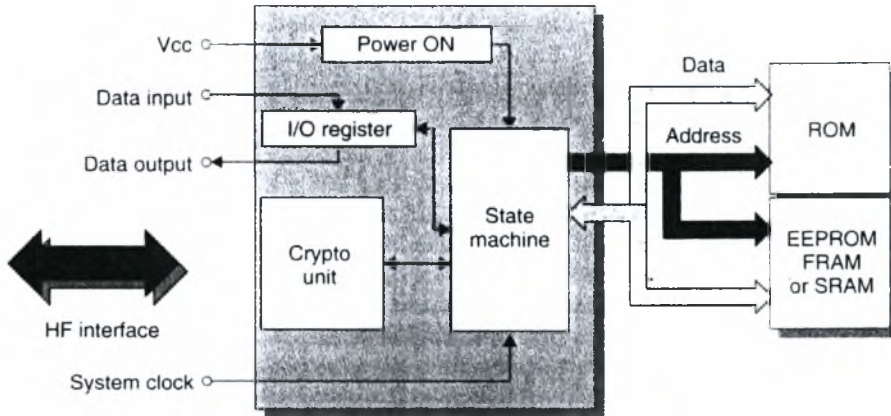 Vcc
Power ON
Data input
I/O register
Data output
Crypto
unit
State
machine
HF interface
System clock
Data
Address
ROM
EEPROM
FRAM
or SRAM